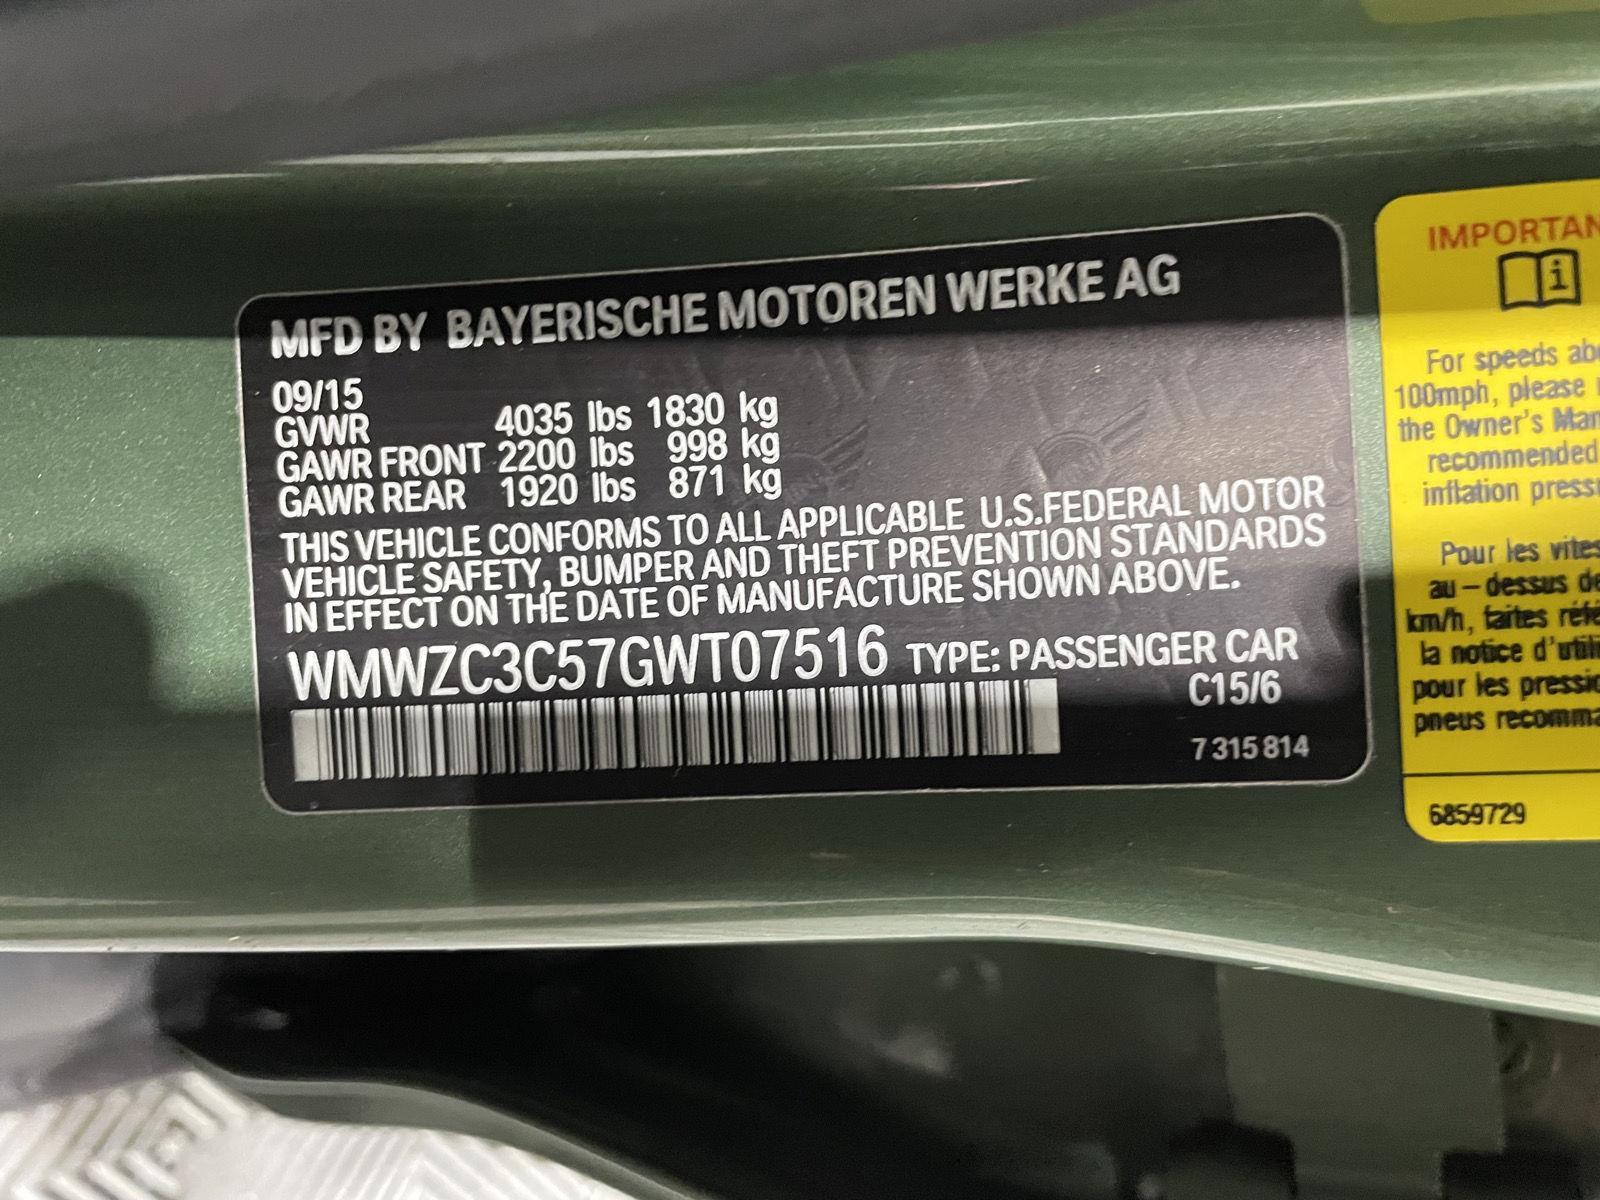 MFD BY BAYERISCHE MOTOREN WERKE AG
09/15
GVWR 4035 lbs 1830 kg
GAWR FRONT 2200 lbs 998 kg
GAWR REAR 1920 lbs 871 kg
THIS VEHICLE CONFORMS TO ALL APPLICABLE U.S.FEDERAL MOTOR
VEHICLE SAFETY, BUMPER AND THEFT PREVENTION STANDARDS
IN EFFECT ON THE DATE OF MANUFACTURE SHOWN ABOVE.
WMWZC3C57GWT07516 TYPE: PASSENGER CAR
C15/6
7 315 814
IMPORTAN
For speeds abo
100mph, please
the Owner's Man
recommended
inflation press
Pour les vites
au-dessus de
km/h, faites réfé
la notice d'utili
pour les pressio
pneus recomma
6859729